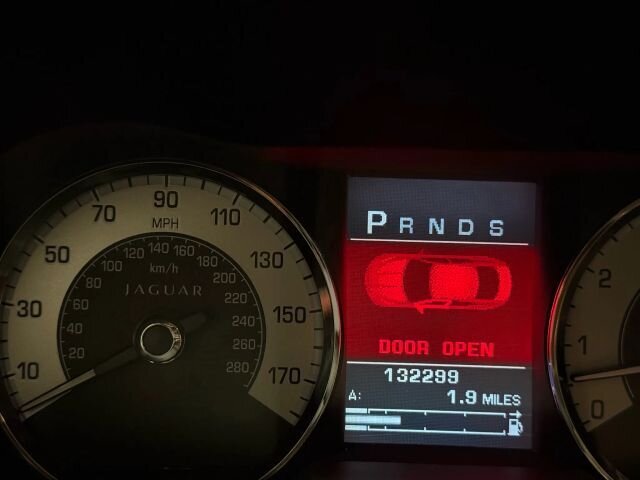 10 30 50 70 90 110 130 150 170
MPH
20 40 60 80 100 120 140 160 180 200 220 240 260 280
km/h
JAGUAR
P R N D S
DOOR OPEN
132299
A: 1.9 MILES
0 1 2